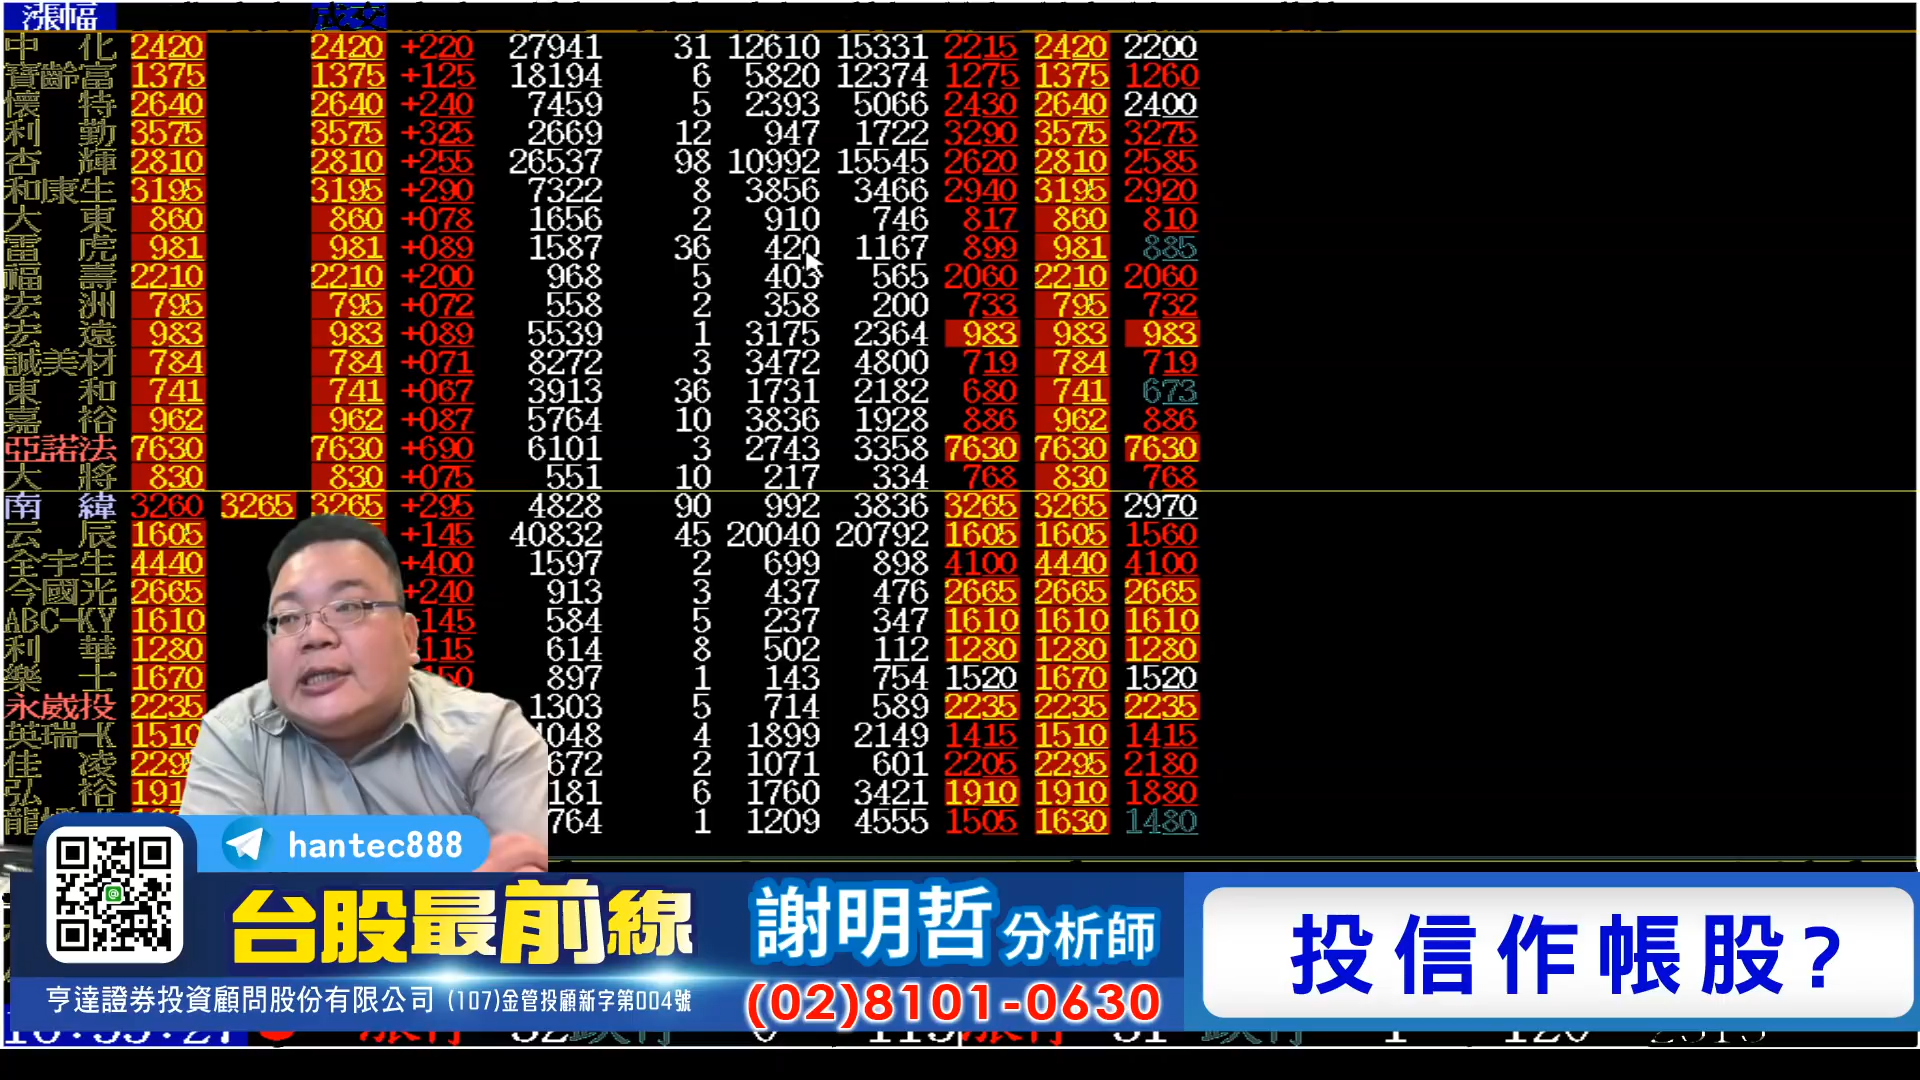 漲幅 成交
中化 2420 2420 +220 27941 31 12610 15331 2215 2420 2200
寶齡富 1375 1375 +125 18194 6 5820 12374 1275 1375 1260
懷特 2640 2640 +240 7459 5 2393 5066 2430 2640 2400
利勤 3575 3575 +325 2669 12 947 1722 3290 3575 3275
杏輝 2810 2810 +255 26537 98 10992 15545 2620 2810 2585
和康生 3195 3195 +290 7322 8 3856 3466 2940 3195 2920
大東 860 860 +078 1656 2 910 746 817 860 810
雷虎 981 981 +089 1587 36 420 1167 899 981 885
福壽 2210 2210 +200 968 5 403 565 2060 2210 2060
宏洲 795 795 +072 558 2 358 200 733 795 732
宏遠 983 983 +089 5539 1 3175 2364 983 983 983
誠美材 784 784 +071 8272 3 3472 4800 719 784 719
東和 741 741 +067 3913 36 1731 2182 680 741 673
嘉裕 962 962 +087 5764 10 3836 1928 886 962 886
亞諾法 7630 7630 +690 6101 3 2743 3358 7630 7630 7630
大將 830 830 +075 551 10 217 334 768 830 768
南緯 3260 3265 3265 +295 4828 90 992 3836 3265 3265 2970
云辰 1605 +145 40832 45 20040 20792 1605 1605 1560
全宇生 4440 +400 1597 2 699 898 4100 4440 4100
今國光 2665 +240 913 3 437 476 2665 2665 2665
ABC-KY 1610 145 584 5 237 347 1610 1610 1610
利華 1280 115 614 8 502 112 1280 1280 1280
樂士 1670 50 897 1 143 754 1520 1670 1520
永崴投 2235 1303 5 714 589 2235 2235 2235
英瑞-K 1510 048 4 1899 2149 1415 1510 1415
佳凌 2295 672 2 1071 601 2205 2295 2180
弘裕 191 181 6 1760 3421 1910 1910 1880
764 1 1209 4555 1505 1630 1480
hantec888
台股最前線
謝明哲分析師
投信作帳股?
亨達證券投資顧問股份有限公司 (107)金管投顧新字第004號
(02)8101-0630